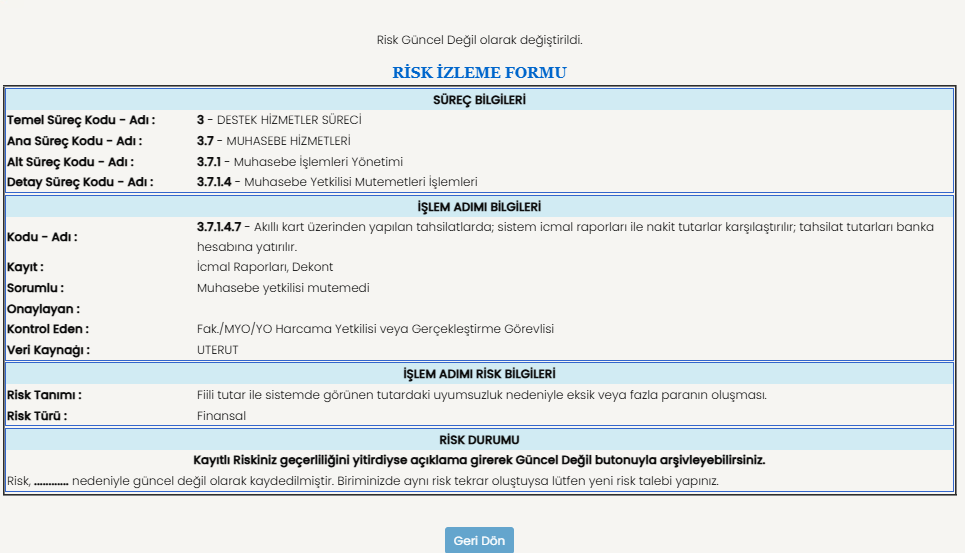 Risk Güncel Değil olarak değiştirildi.
RİSK İZLEME FORMU
SÜREÇ BİLGİLERİ
Temel Süreç Kodu - Adı : 3 - DESTEK HİZMETLER SÜRECİ
Ana Süreç Kodu - Adı : 3.7 - MUHASEBE HİZMETLERİ
Alt Süreç Kodu - Adı : 3.7.1 - Muhasebe İşlemleri Yönetimi
Detay Süreç Kodu - Adı : 3.7.1.4 - Muhasebe Yetkilisi Mutemetleri İşlemleri
İŞLEM ADIMI BİLGİLERİ
Kodu - Adı : 3.7.1.4.7 - Akıllı kart üzerinden yapılan tahsilatlarda; sistem icmal raporları ile nakit tutarlar karşılaştırılır; tahsilat tutarları banka
hesabına yatırılır.
Kayıt : İcmal Raporları, Dekont
Sorumlu : Muhasebe yetkilisi mutemedi
Onaylayan :
Kontrol Eden : Fak./MYO/YO Harcama Yetkilisi veya Gerçekleştirme Görevlisi
Veri Kaynağı : UTERUT
İŞLEM ADIMI RİSK BİLGİLERİ
Risk Tanımı : Fiili tutar ile sistemde görünen tutardaki uyumsuzluk nedeniyle eksik veya fazla paranın oluşması.
Risk Türü : Finansal
RİSK DURUMU
Kayıtlı Riskiniz geçerliliğini yitirdiyse açıklama girerek Güncel Değil butonuyla arşivleyebilirsiniz.
Risk, ............ nedeniyle güncel değil olarak kaydedilmiştir. Biriminizde aynı risk tekrar oluştuysa lütfen yeni risk talebi yapınız.
Geri Dön